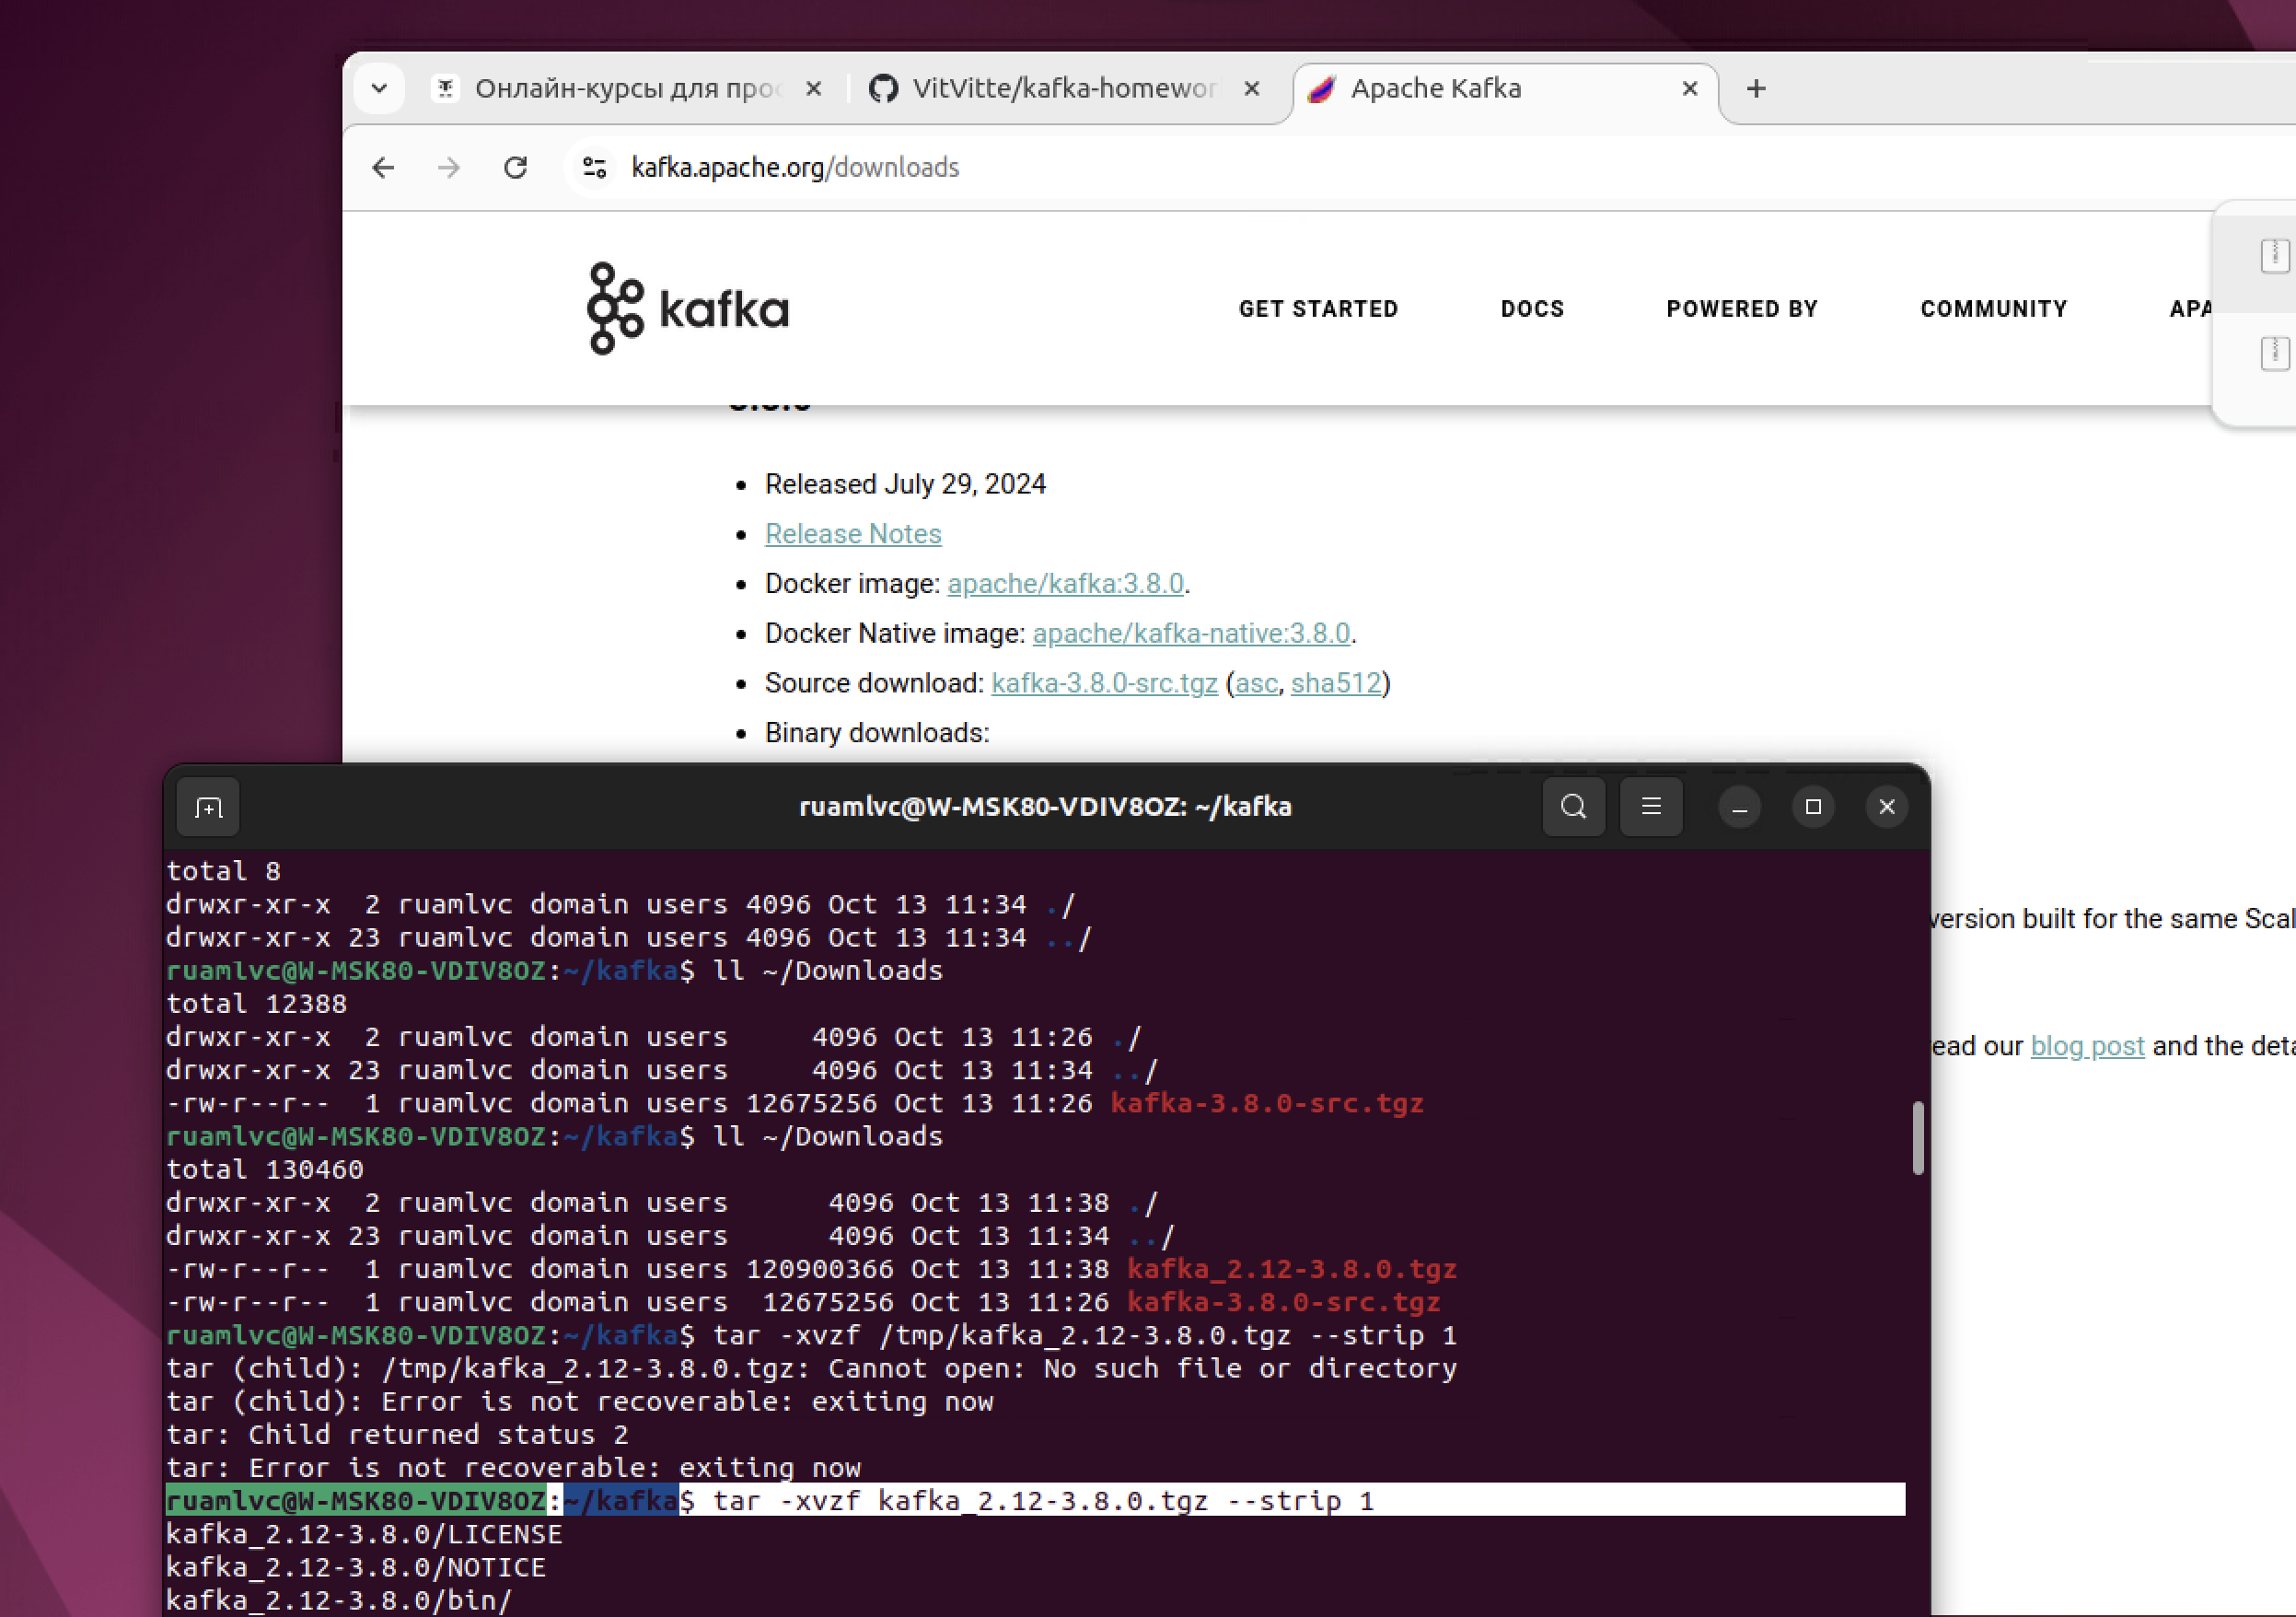 Онлайн-курсы для прос
VitVitte/kafka-homewor
Apache Kafka
kafka.apache.org/downloads
kafka
GET STARTED
DOCS
POWERED BY
COMMUNITY
APA
Released July 29, 2024
Release Notes
Docker image: apache/kafka:3.8.0.
Docker Native image: apache/kafka-native:3.8.0.
Source download: kafka-3.8.0-src.tgz (asc, sha512)
Binary downloads:
version built for the same Scal
ead our blog post and the deta
ruamlvc@W-MSK80-VDIV8OZ: ~/kafka
total 8
drwxr-xr-x  2 ruamlvc domain users 4096 Oct 13 11:34 ./
drwxr-xr-x 23 ruamlvc domain users 4096 Oct 13 11:34 ../
ruamlvc@W-MSK80-VDIV8OZ:~/kafka$ ll ~/Downloads
total 12388
drwxr-xr-x  2 ruamlvc domain users     4096 Oct 13 11:26 ./
drwxr-xr-x 23 ruamlvc domain users     4096 Oct 13 11:34 ../
-rw-r--r--  1 ruamlvc domain users 12675256 Oct 13 11:26 kafka-3.8.0-src.tgz
ruamlvc@W-MSK80-VDIV8OZ:~/kafka$ ll ~/Downloads
total 130460
drwxr-xr-x  2 ruamlvc domain users      4096 Oct 13 11:38 ./
drwxr-xr-x 23 ruamlvc domain users      4096 Oct 13 11:34 ../
-rw-r--r--  1 ruamlvc domain users 120900366 Oct 13 11:38 kafka_2.12-3.8.0.tgz
-rw-r--r--  1 ruamlvc domain users  12675256 Oct 13 11:26 kafka-3.8.0-src.tgz
ruamlvc@W-MSK80-VDIV8OZ:~/kafka$ tar -xvzf /tmp/kafka_2.12-3.8.0.tgz --strip 1
tar (child): /tmp/kafka_2.12-3.8.0.tgz: Cannot open: No such file or directory
tar (child): Error is not recoverable: exiting now
tar: Child returned status 2
tar: Error is not recoverable: exiting now
ruamlvc@W-MSK80-VDIV8OZ:~/kafka$ tar -xvzf kafka_2.12-3.8.0.tgz --strip 1
kafka_2.12-3.8.0/LICENSE
kafka_2.12-3.8.0/NOTICE
kafka_2.12-3.8.0/bin/